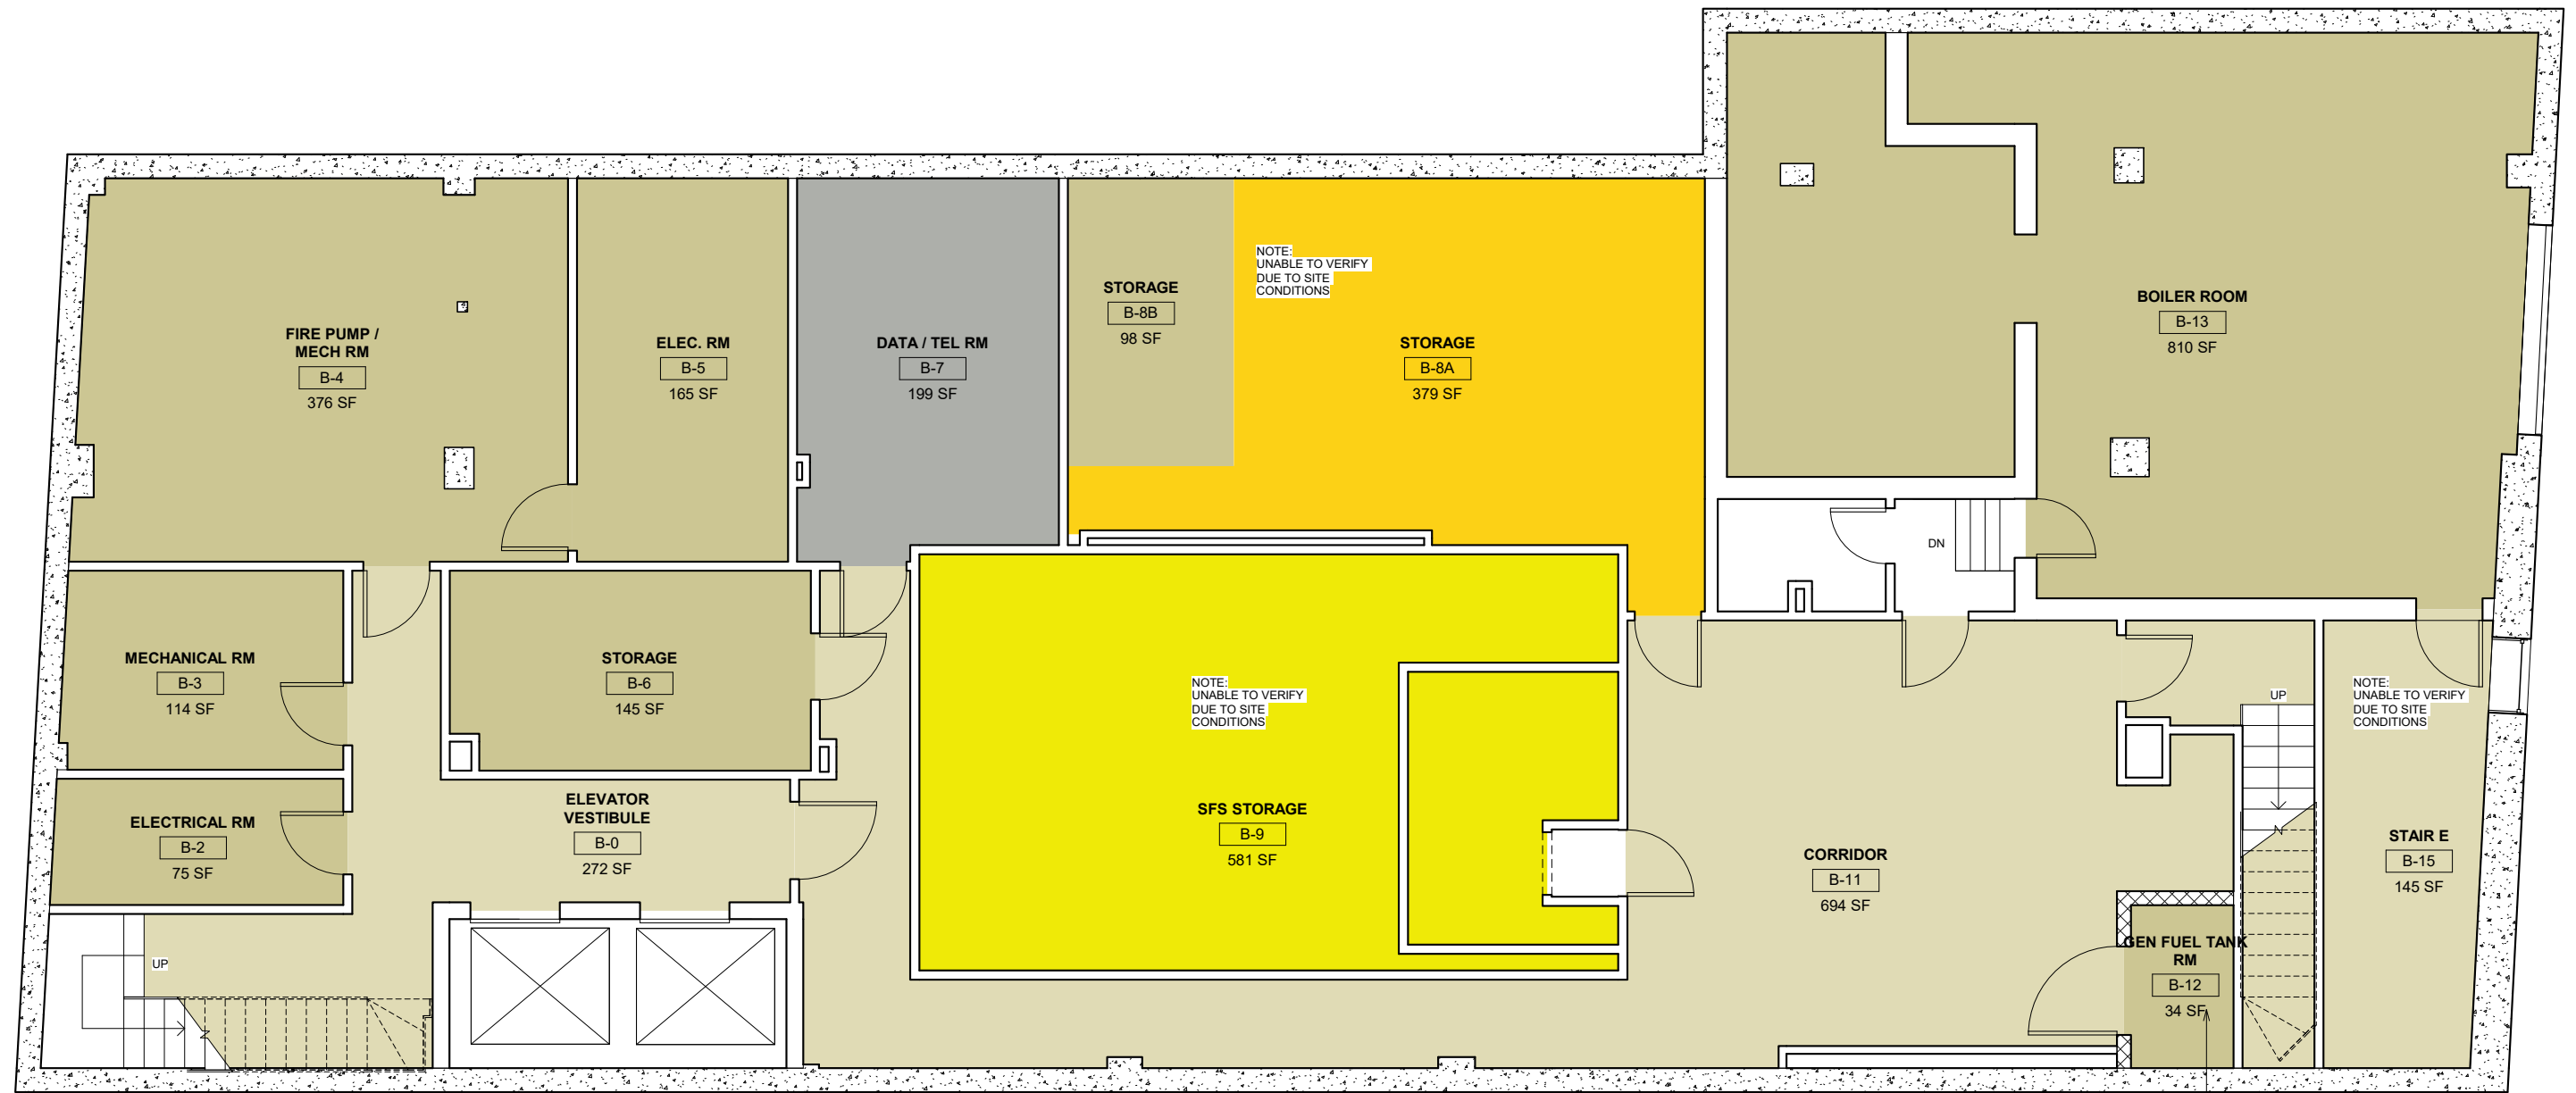 FIRE PUMP /
MECH RM
B-4
376 SF
ELEC. RM
B-5
165 SF
DATA / TEL RM
B-7
199 SF
STORAGE
B-8B
98 SF
NOTE:
UNABLE TO VERIFY
DUE TO SITE
CONDITIONS
STORAGE
B-8A
379 SF
BOILER ROOM
B-13
810 SF
DN
MECHANICAL RM
B-3
114 SF
STORAGE
B-6
145 SF
NOTE:
UNABLE TO VERIFY
DUE TO SITE
CONDITIONS
UP
NOTE:
UNABLE TO VERIFY
DUE TO SITE
CONDITIONS
ELECTRICAL RM
B-2
75 SF
ELEVATOR
VESTIBULE
B-0
272 SF
SFS STORAGE
B-9
581 SF
CORRIDOR
B-11
694 SF
STAIR E
B-15
145 SF
UP
GEN FUEL TANK
RM
B-12
34 SF